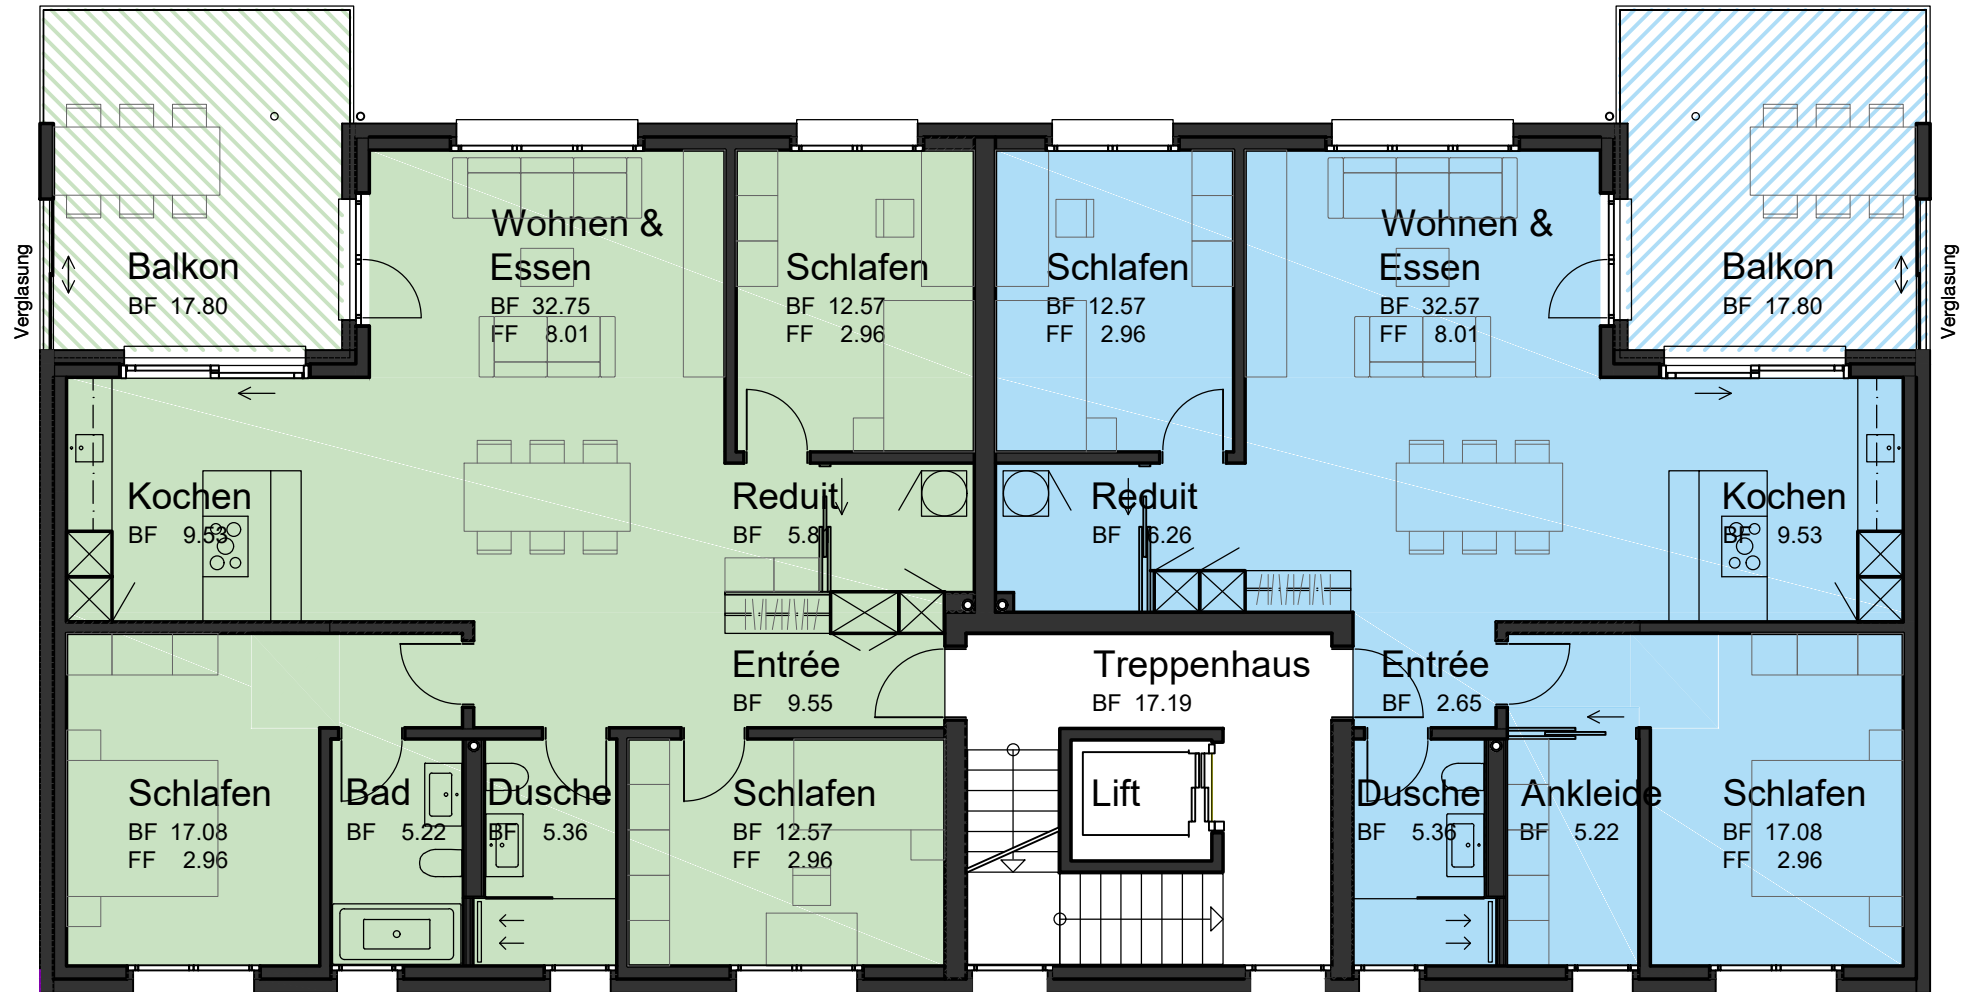 Verglasung
Balkon
BF 17.80
Wohnen &
Essen
BF 32.75
FF 8.01
Schlafen
BF 12.57
FF 2.96
Schlafen
BF 12.57
FF 2.96
Wohnen &
Essen
BF 32.57
FF 8.01
Balkon
BF 17.80
Verglasung
Kochen
BF 9.53
Reduit
BF 5.8
Reduit
BF 6.26
Kochen
BF 9.53
Entrée
BF 9.55
Treppenhaus
BF 17.19
Entrée
BF 2.65
Schlafen
BF 17.08
FF 2.96
Bad
BF 5.22
Dusche
BF 5.36
Schlafen
BF 12.57
FF 2.96
Lift
Dusche
BF 5.36
Ankleide
BF 5.22
Schlafen
BF 17.08
FF 2.96